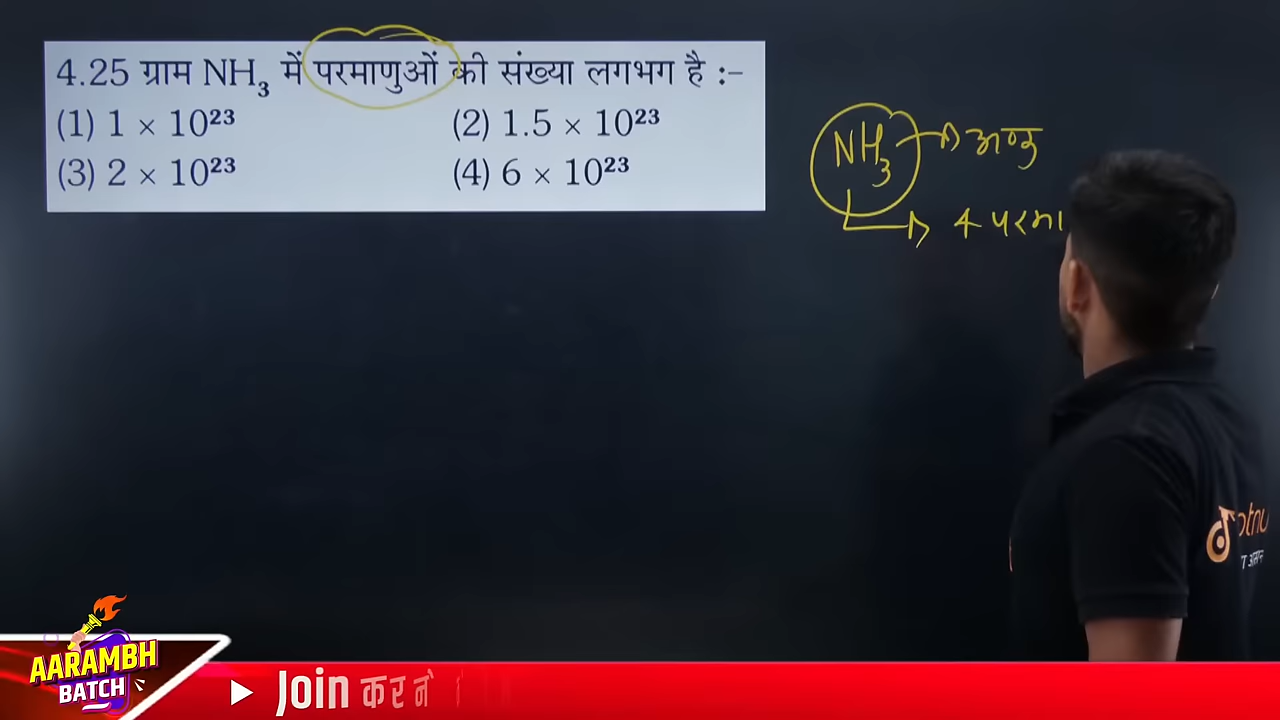 4.25 ग्राम NH₃ में परमाणुओं की संख्या लगभग है :–
(1) 1 × 10²³ (2) 1.5 × 10²³
(3) 2 × 10²³ (4) 6 × 10²³
NH₃ → अणु
→ 4 परमा
AARAMBH
BATCH
Join करने